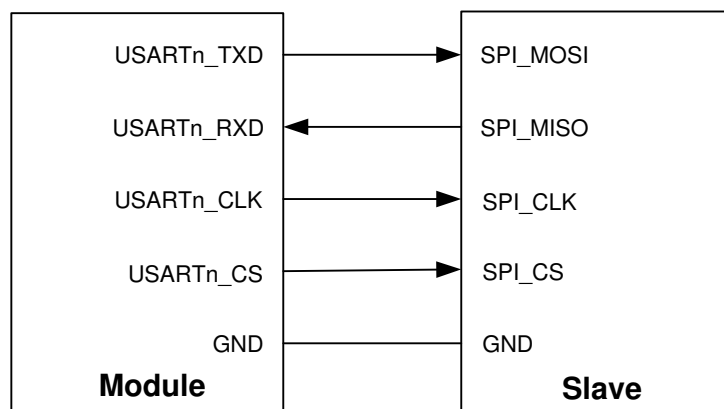 USARTn_TXD SPI_MOSI
USARTn_RXD SPI_MISO
USARTn_CLK SPI_CLK
USARTn_CS SPI_CS
GND GND
Module Slave